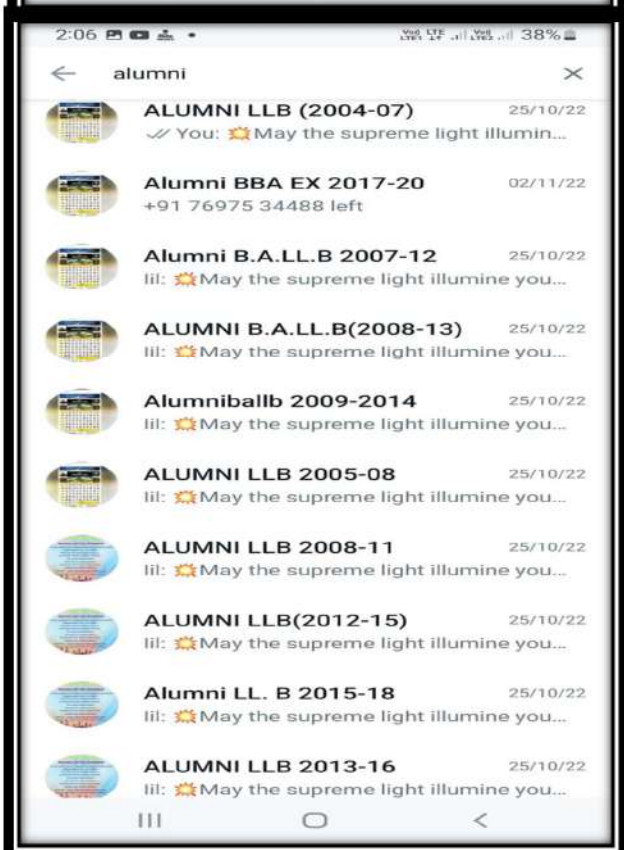 2:06 38%
alumni
ALUMNI LLB (2004-07) 25/10/22
You: 💥May the supreme light illumin...
Alumni BBA EX 2017-20 02/11/22
+91 76975 34488 left
Alumni B.A.LL.B 2007-12 25/10/22
lil: 💥May the supreme light illumine you...
ALUMNI B.A.LL.B(2008-13) 25/10/22
lil: 💥May the supreme light illumine you...
Alumniballb 2009-2014 25/10/22
lil: 💥May the supreme light illumine you...
ALUMNI LLB 2005-08 25/10/22
lil: 💥May the supreme light illumine you...
ALUMNI LLB 2008-11 25/10/22
lil: 💥May the supreme light illumine you...
ALUMNI LLB(2012-15) 25/10/22
lil: 💥May the supreme light illumine you...
Alumni LL. B 2015-18 25/10/22
lil: 💥May the supreme light illumine you...
ALUMNI LLB 2013-16 25/10/22
lil: 💥May the supreme light illumine you...